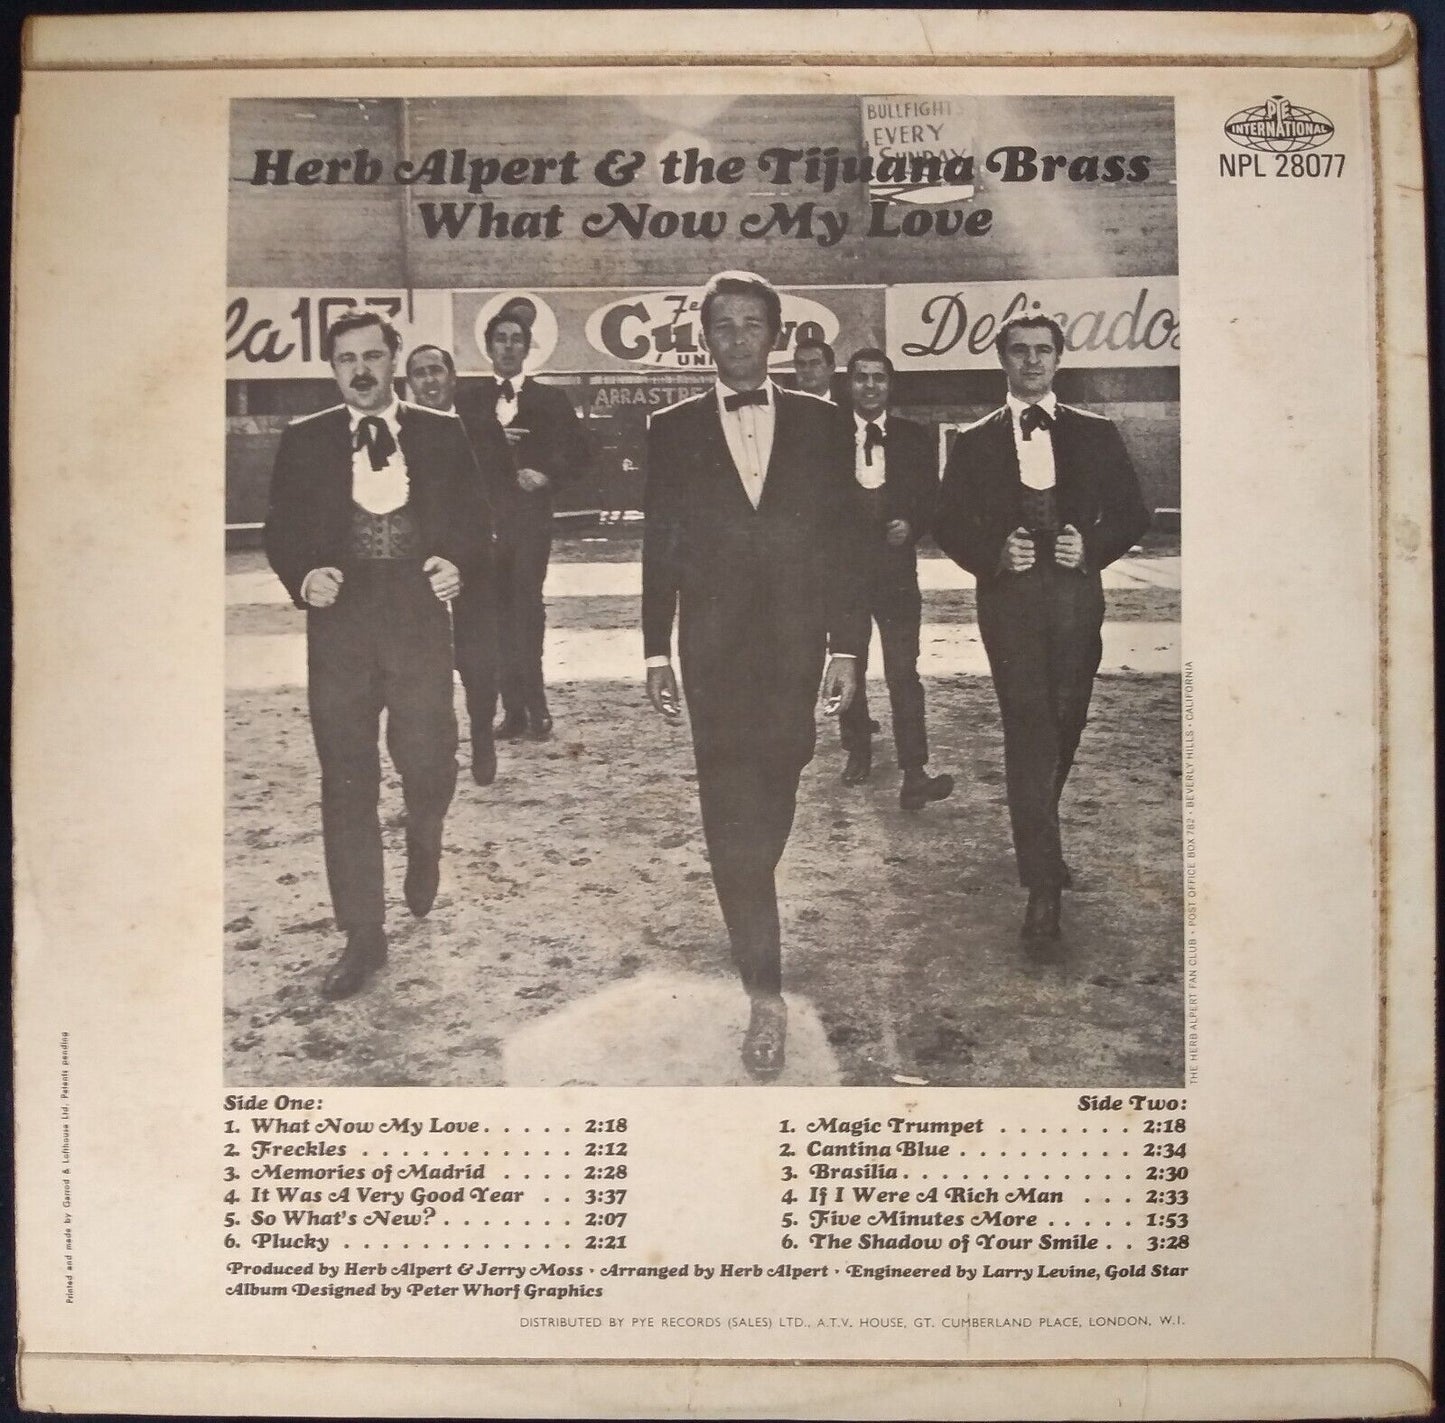 PYE
INTERNATIONAL
NPL 28077
BULLFIGHTS
EVERY
SUNDAY
Herb Alpert & the Tijuana Brass
What Now My Love
la 107
Cu vo
UNI
Delicados
ARRASTRE
THE HERB ALPERT FAN CLUB · POST OFFICE BOX 782 · BEVERLY HILLS · CALIFORNIA
Side One:
1. What Now My Love. . . . . 2:18
2. Freckles . . . . . . . . . . . 2:12
3. Memories of Madrid . . . . 2:28
4. It Was A Very Good Year . . 3:37
5. So What's New? . . . . . . . 2:07
6. Plucky . . . . . . . . . . . . 2:21
Side Two:
1. Magic Trumpet . . . . . . . 2:18
2. Cantina Blue . . . . . . . . . 2:34
3. Brasilia . . . . . . . . . . . . 2:30
4. If I Were A Rich Man . . . 2:33
5. Five Minutes More . . . . . 1:53
6. The Shadow of Your Smile . . 3:28
Produced by Herb Alpert & Jerry Moss · Arranged by Herb Alpert · Engineered by Larry Levine, Gold Star
Album Designed by Peter Whorf Graphics
DISTRIBUTED BY PYE RECORDS (SALES) LTD., A.T.V. HOUSE, GT. CUMBERLAND PLACE, LONDON, W.I.
Printed and made by Garrod & Lofthouse Ltd. Patents pending